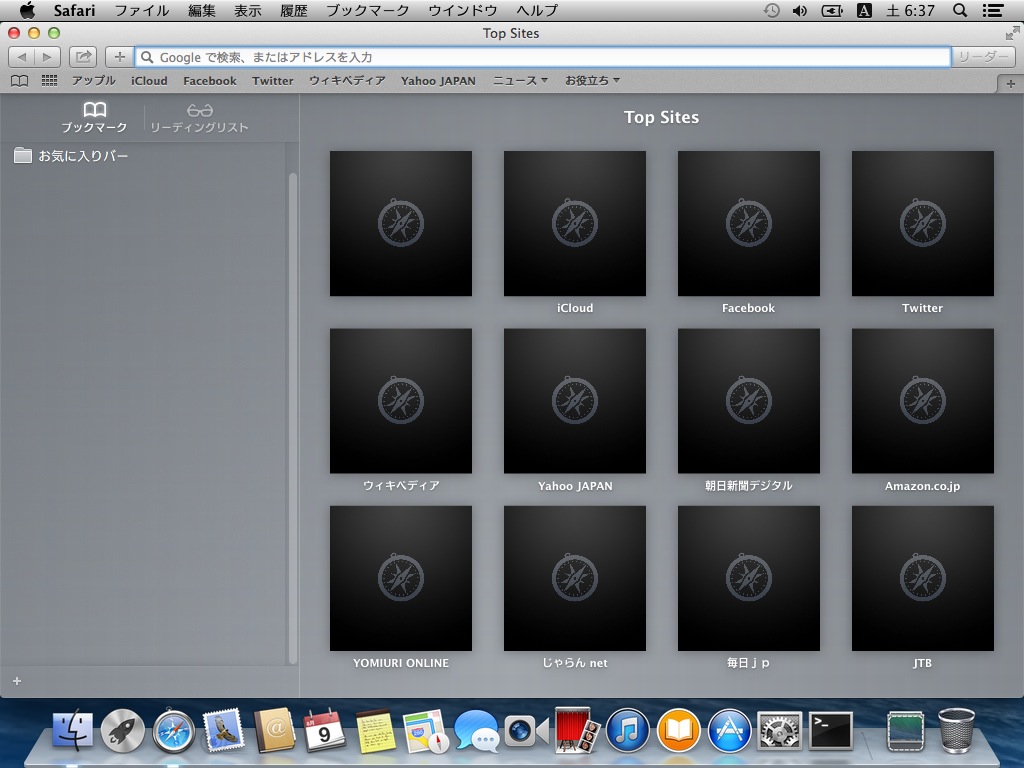 Safari ファイル 編集 表示 履歴 ブックマーク ウインドウ ヘルプ A 土 6:37
Top Sites
Google で検索、またはアドレスを入力 リーダー
アップル iCloud Facebook Twitter ウィキペディア Yahoo JAPAN ニュース お役立ち
ブックマーク リーディングリスト
お気に入りバー
Top Sites
iCloud Facebook Twitter
ウィキペディア Yahoo JAPAN 朝日新聞デジタル Amazon.co.jp
YOMIURI ONLINE じゃらん net 毎日ｊｐ JTB
9